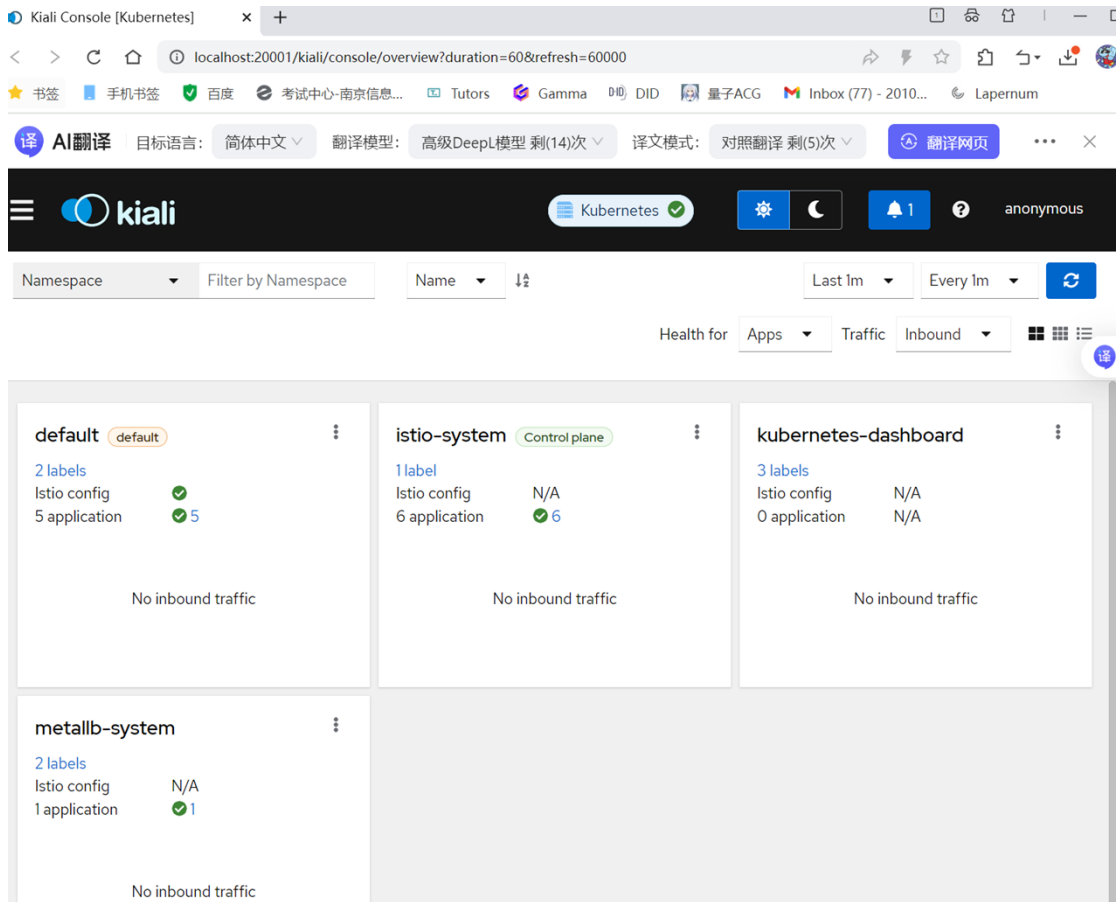 Kiali Console [Kubernetes]
localhost:20001/kiali/console/overview?duration=60&refresh=60000
书签 手机书签 百度 考试中心-南京信息... Tutors Gamma DID 量子ACG Inbox (77) - 2010... Lapernum
译 AI翻译 目标语言: 简体中文 翻译模型: 高级DeepL模型 剩(14)次 译文模式: 对照翻译 剩(5)次 翻译网页
kiali Kubernetes 1 anonymous
Namespace Filter by Namespace Name Last 1m Every 1m
Health for Apps Traffic Inbound
译
default default
2 labels
Istio config
5 application 5
No inbound traffic
istio-system Control plane
1 label
Istio config N/A
6 application 6
No inbound traffic
kubernetes-dashboard
3 labels
Istio config N/A
0 application N/A
No inbound traffic
metallb-system
2 labels
Istio config N/A
1 application 1
No inbound traffic